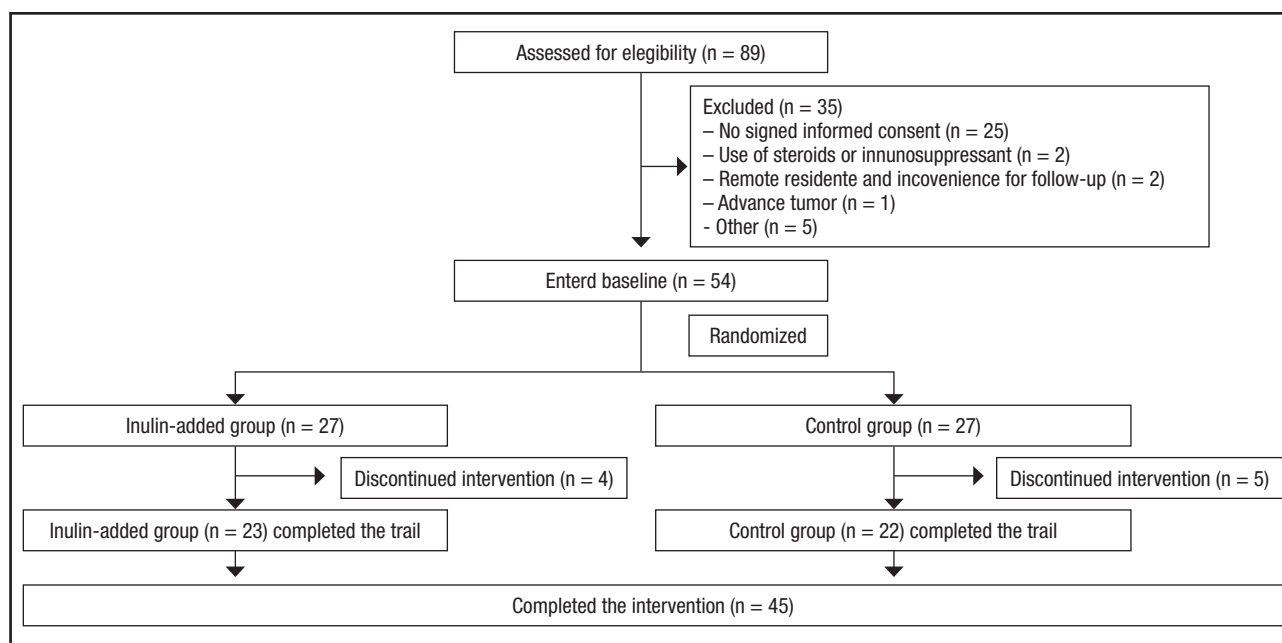 Assessed for elegibility (n = 89)
Excluded (n = 35)
– No signed informed consent (n = 25)
– Use of steroids or innunosuppressant (n = 2)
– Remote residente and incovenience for follow-up (n = 2)
– Advance tumor (n = 1)
- Other (n = 5)
Enterd baseline (n = 54)
Randomized
Inulin-added group (n = 27)
Control group (n = 27)
Discontinued intervention (n = 4)
Discontinued intervention (n = 5)
Inulin-added group (n = 23) completed the trail
Control group (n = 22) completed the trail
Completed the intervention (n = 45)